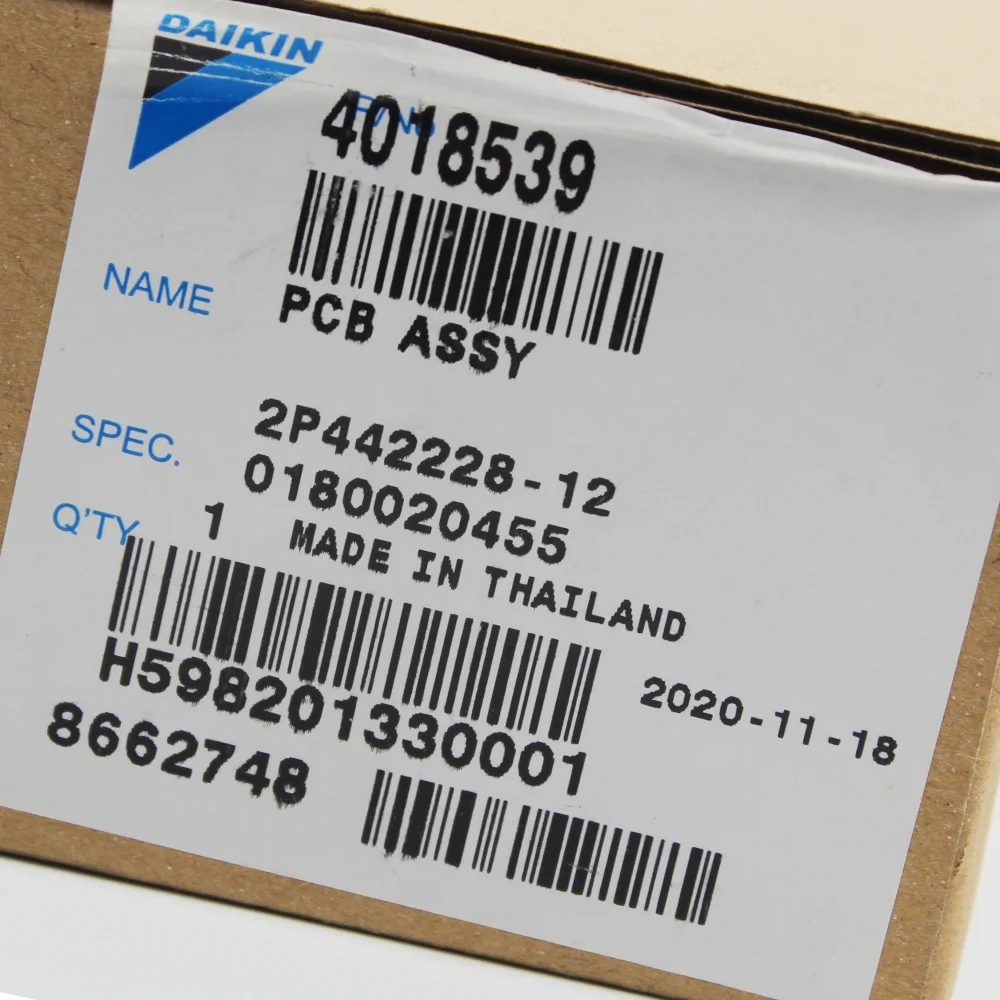 DAIKIN
P/No
4018539
NAME PCB ASSY
SPEC. 2P442228-12
0180020455
Q'TY 1 MADE IN THAILAND
H598201330001
2020-11-18
8662748